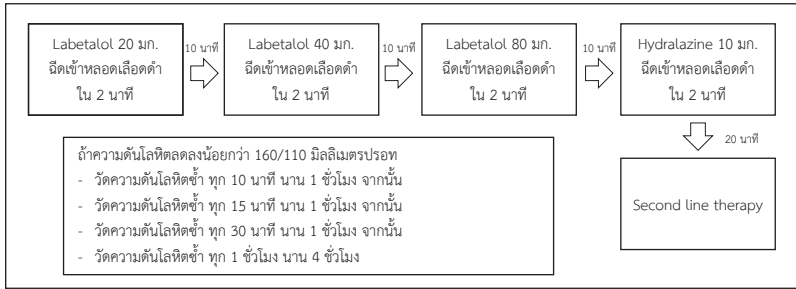 Labetalol 20 มก.
ฉีดเข้าหลอดเลือดดำ
ใน 2 นาที
10 นาที
Labetalol 40 มก.
ฉีดเข้าหลอดเลือดดำ
ใน 2 นาที
10 นาที
Labetalol 80 มก.
ฉีดเข้าหลอดเลือดดำ
ใน 2 นาที
10 นาที
Hydralazine 10 มก.
ฉีดเข้าหลอดเลือดดำ
ใน 2 นาที
20 นาที
Second line therapy
ถ้าความดันโลหิตลดลงน้อยกว่า 160/110 มิลลิเมตรปรอท
- วัดความดันโลหิตซ้ำ ทุก 10 นาที นาน 1 ชั่วโมง จากนั้น
- วัดความดันโลหิตซ้ำ ทุก 15 นาที นาน 1 ชั่วโมง จากนั้น
- วัดความดันโลหิตซ้ำ ทุก 30 นาที นาน 1 ชั่วโมง จากนั้น
- วัดความดันโลหิตซ้ำ ทุก 1 ชั่วโมง นาน 4 ชั่วโมง